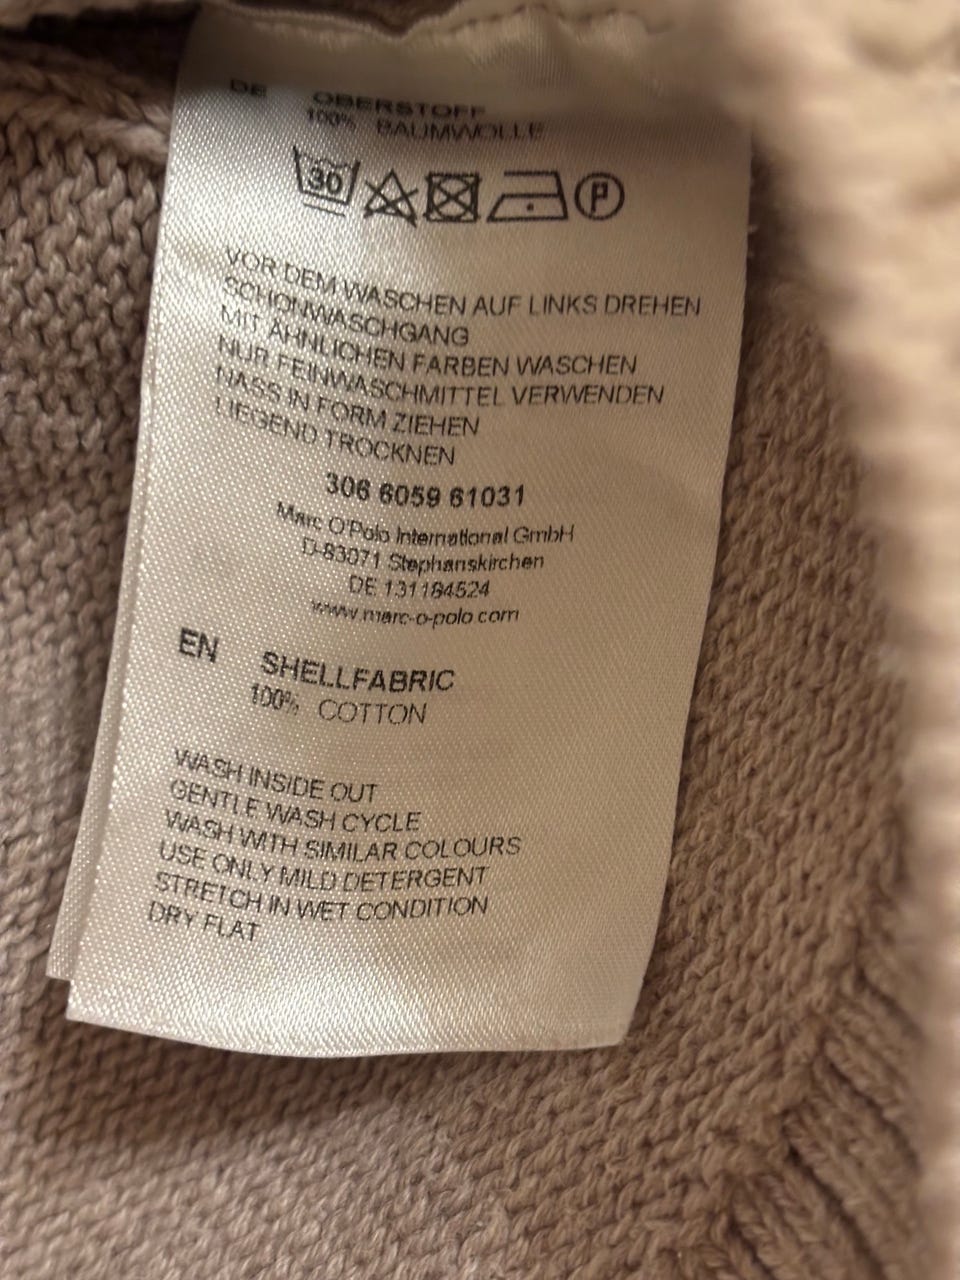 DE OBERSTOFF
100% BAUMWOLLE
30 P
VOR DEM WASCHEN AUF LINKS DREHEN
SCHONWASCHGANG
MIT ÄHNLICHEN FARBEN WASCHEN
NUR FEINWASCHMITTEL VERWENDEN
NASS IN FORM ZIEHEN
LIEGEND TROCKNEN
306 6059 61031
Marc O'Polo International GmbH
D-83071 Stephanskirchen
DE 131184524
www.marc-o-polo.com
EN SHELLFABRIC
100% COTTON
WASH INSIDE OUT
GENTLE WASH CYCLE
WASH WITH SIMILAR COLOURS
USE ONLY MILD DETERGENT
STRETCH IN WET CONDITION
DRY FLAT